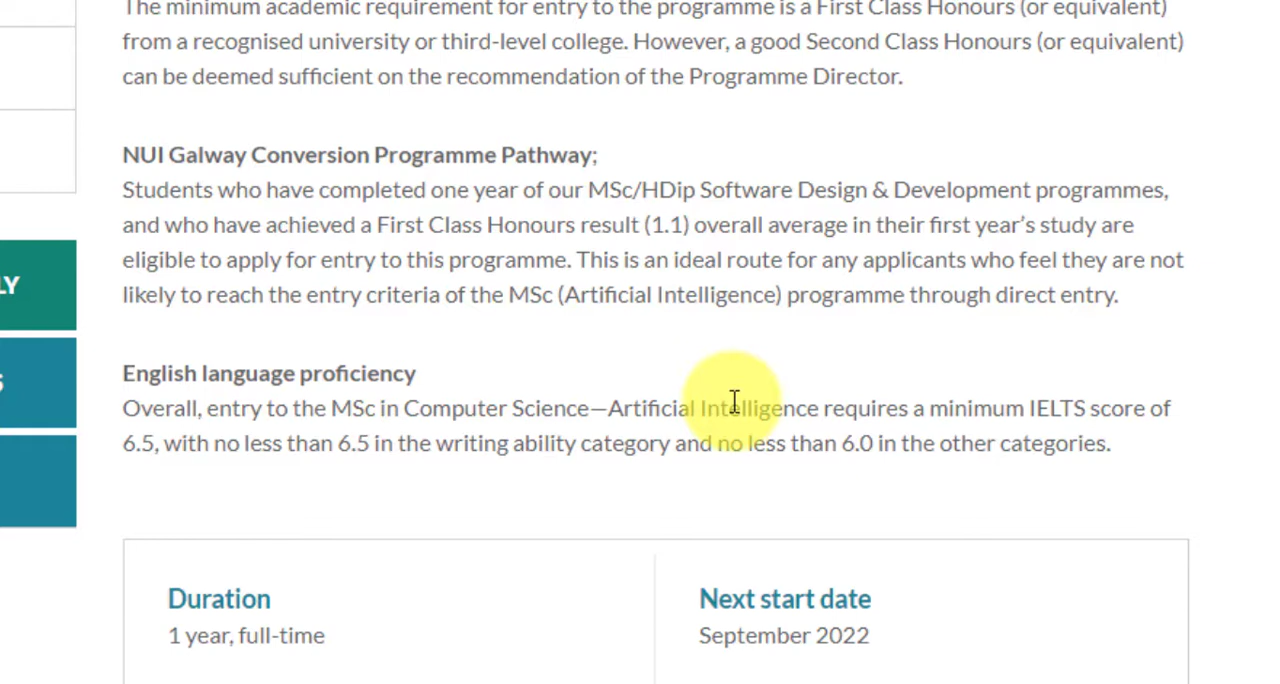 The minimum academic requirement for entry to the programme is a First Class Honours (or equivalent)
from a recognised university or third-level college. However, a good Second Class Honours (or equivalent)
can be deemed sufficient on the recommendation of the Programme Director.
NUI Galway Conversion Programme Pathway;
Students who have completed one year of our MSc/HDip Software Design & Development programmes,
and who have achieved a First Class Honours result (1.1) overall average in their first year’s study are
eligible to apply for entry to this programme. This is an ideal route for any applicants who feel they are not
likely to reach the entry criteria of the MSc (Artificial Intelligence) programme through direct entry.
LY
S
English language proficiency
Overall, entry to the MSc in Computer Science—Artificial Intelligence requires a minimum IELTS score of
6.5, with no less than 6.5 in the writing ability category and no less than 6.0 in the other categories.
Duration
1 year, full-time
Next start date
September 2022